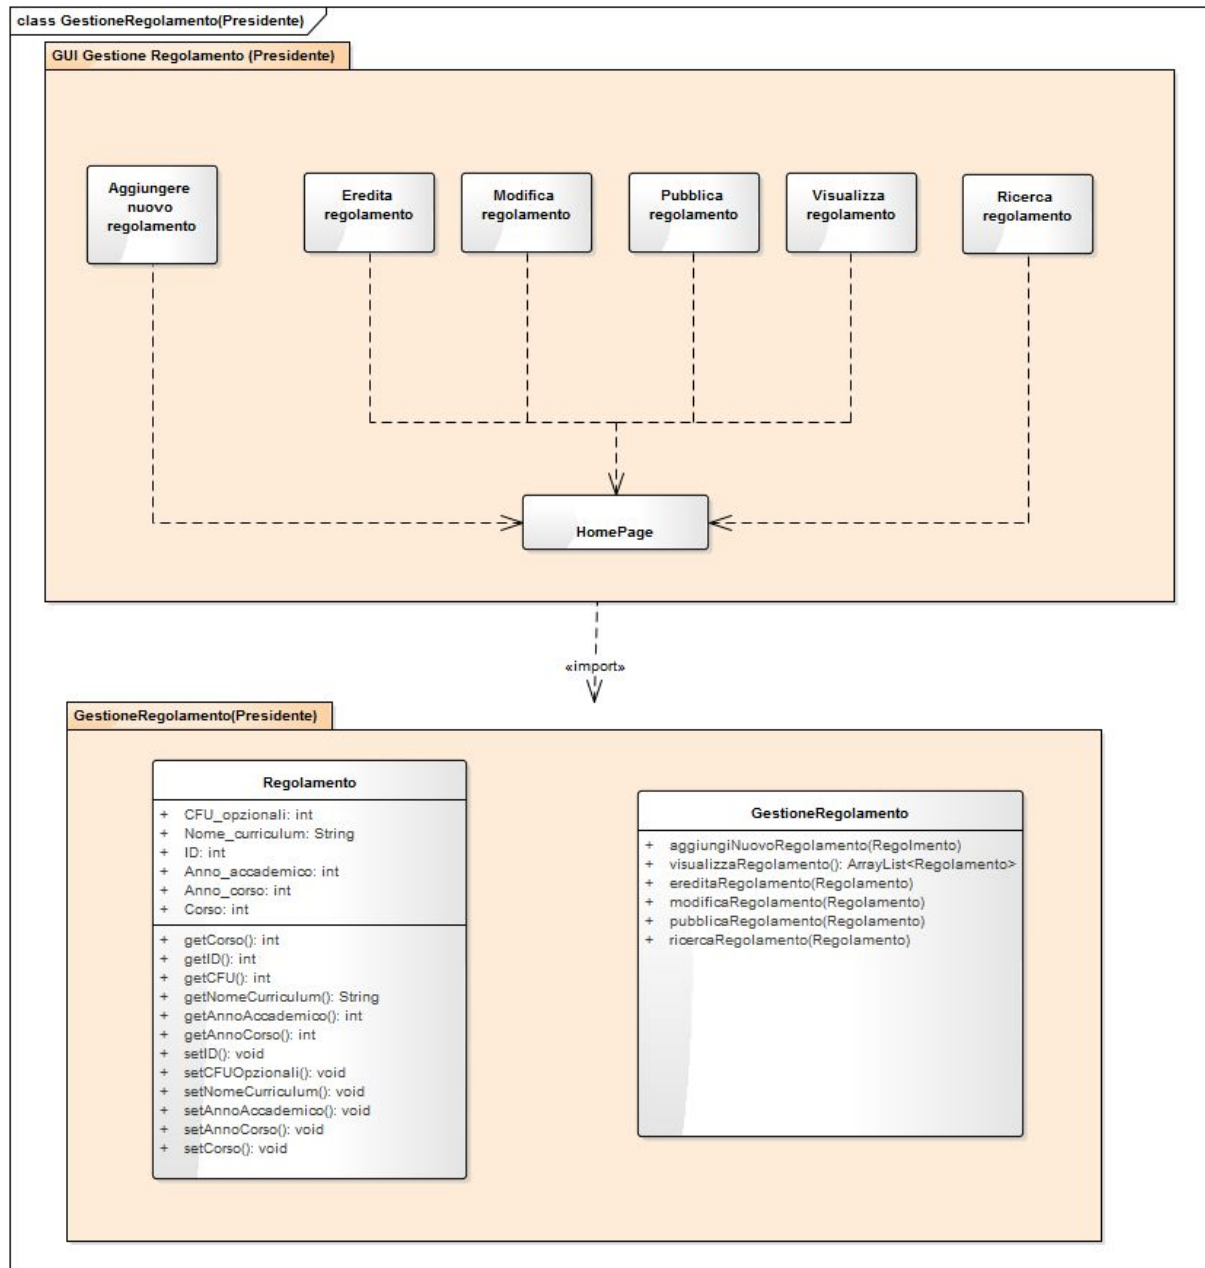 class GestioneRegolamento(Presidente)
GUI Gestione Regolamento (Presidente)
Aggiungere
nuovo
regolamento
Eredita
regolamento
Modifica
regolamento
Pubblica
regolamento
Visualizza
regolamento
Ricerca
regolamento
HomePage
«import»
GestioneRegolamento(Presidente)
Regolamento
+ CFU_opzionali: int
+ Nome_curriculum: String
+ ID: int
+ Anno_accademico: int
+ Anno_corso: int
+ Corso: int
+ getCorso(): int
+ getID(): int
+ getCFU(): int
+ getNomeCurriculum(): String
+ getAnnoAccademico(): int
+ getAnnoCorso(): int
+ setID(): void
+ setCFUOpzionali(): void
+ setNomeCurriculum(): void
+ setAnnoAccademico(): void
+ setAnnoCorso(): void
+ setCorso(): void
GestioneRegolamento
+ aggiungiNuovoRegolamento(Regolmento)
+ visualizzaRegolamento(): ArrayList<Regolamento>
+ ereditaRegolamento(Regolamento)
+ modificaRegolamento(Regolamento)
+ pubblicaRegolamento(Regolamento)
+ ricercaRegolamento(Regolamento)